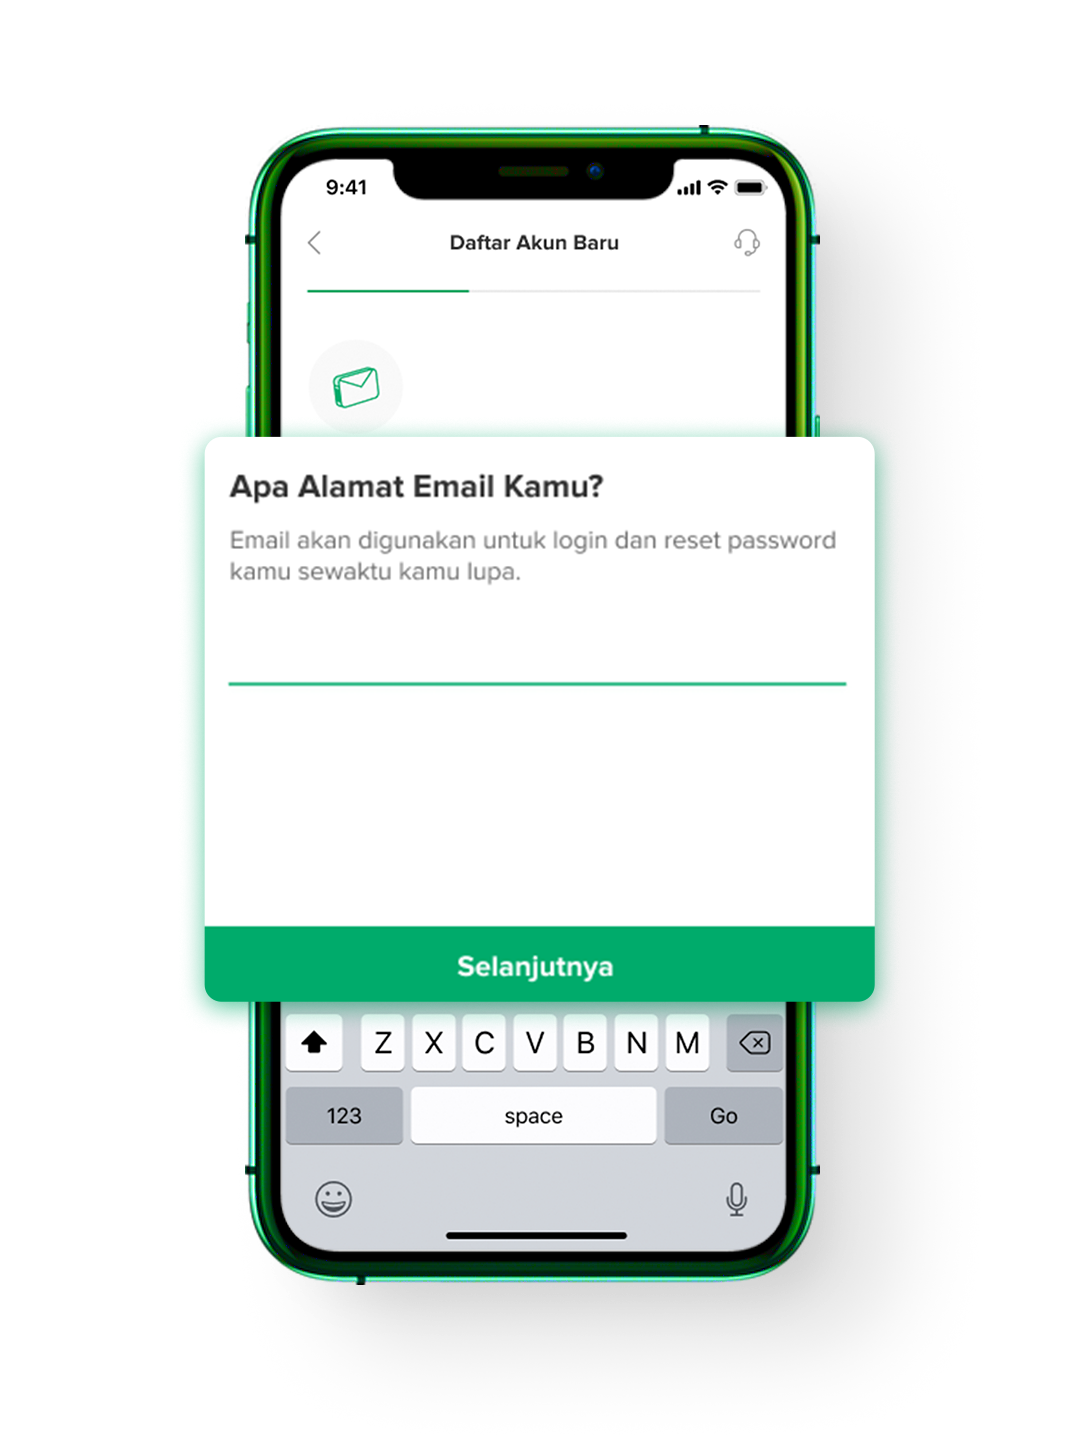 9:41
Daftar Akun Baru
Apa Alamat Email Kamu?
Email akan digunakan untuk login dan reset password
kamu sewaktu kamu lupa.
Selanjutnya
Z X C V B N M
123 space Go